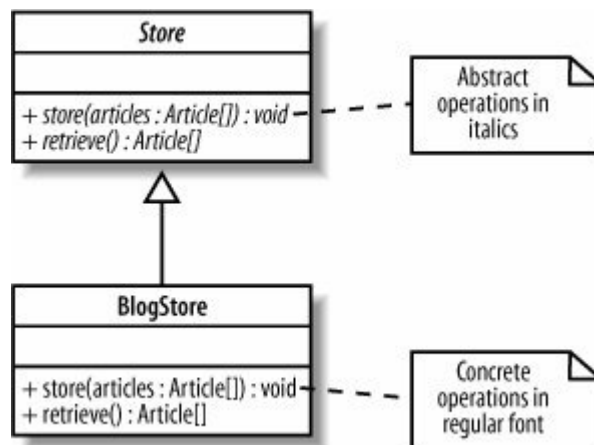 Store
+ store(articles : Article[]) : void
+ retrieve() : Article[]
Abstract
operations in
italics
BlogStore
+ store(articles : Article[]) : void
+ retrieve() : Article[]
Concrete
operations in
regular font